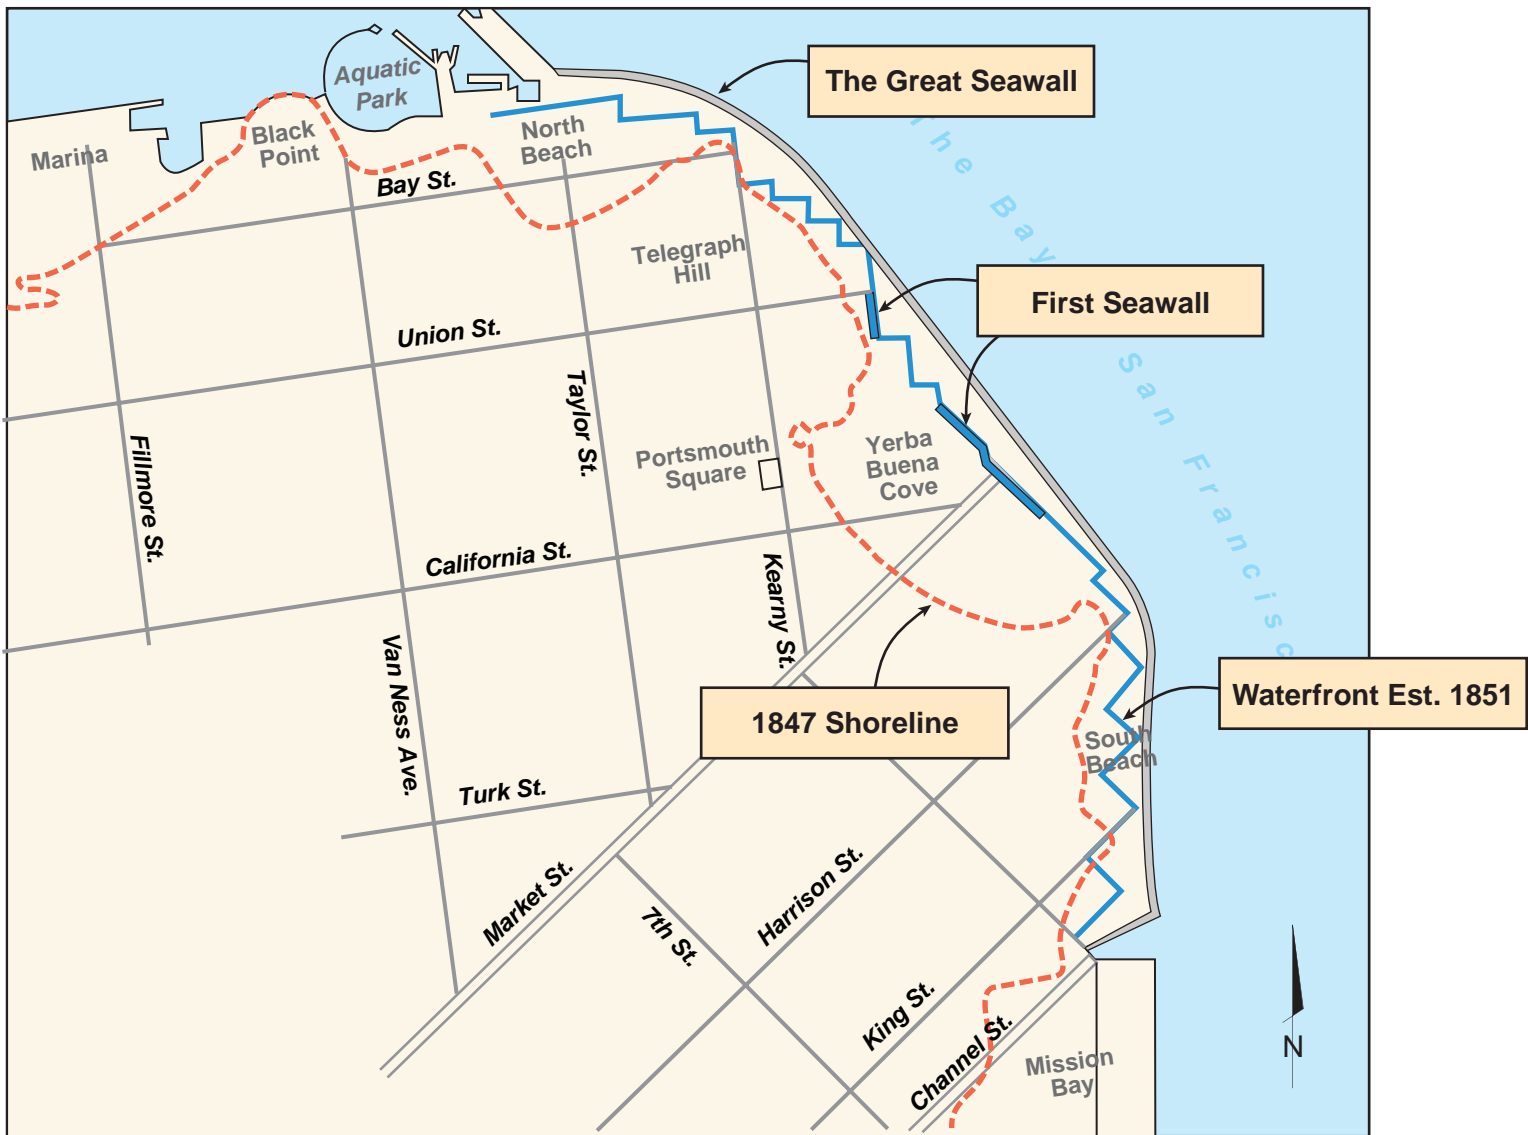 Aquatic
Park
The Great Seawall
The Bay
San Francisc
Marina
Black
Point
North
Beach
Bay St.
Telegraph
Hill
First Seawall
Union St.
Taylor St.
Fillmore St.
Portsmouth
Square
Yerba
Buena
Cove
California St.
Kearny St.
Van Ness Ave.
1847 Shoreline
Waterfront Est. 1851
South
Beach
Turk St.
Market St.
7th St.
Harrison St.
King St.
Channel St.
Mission
Bay
N